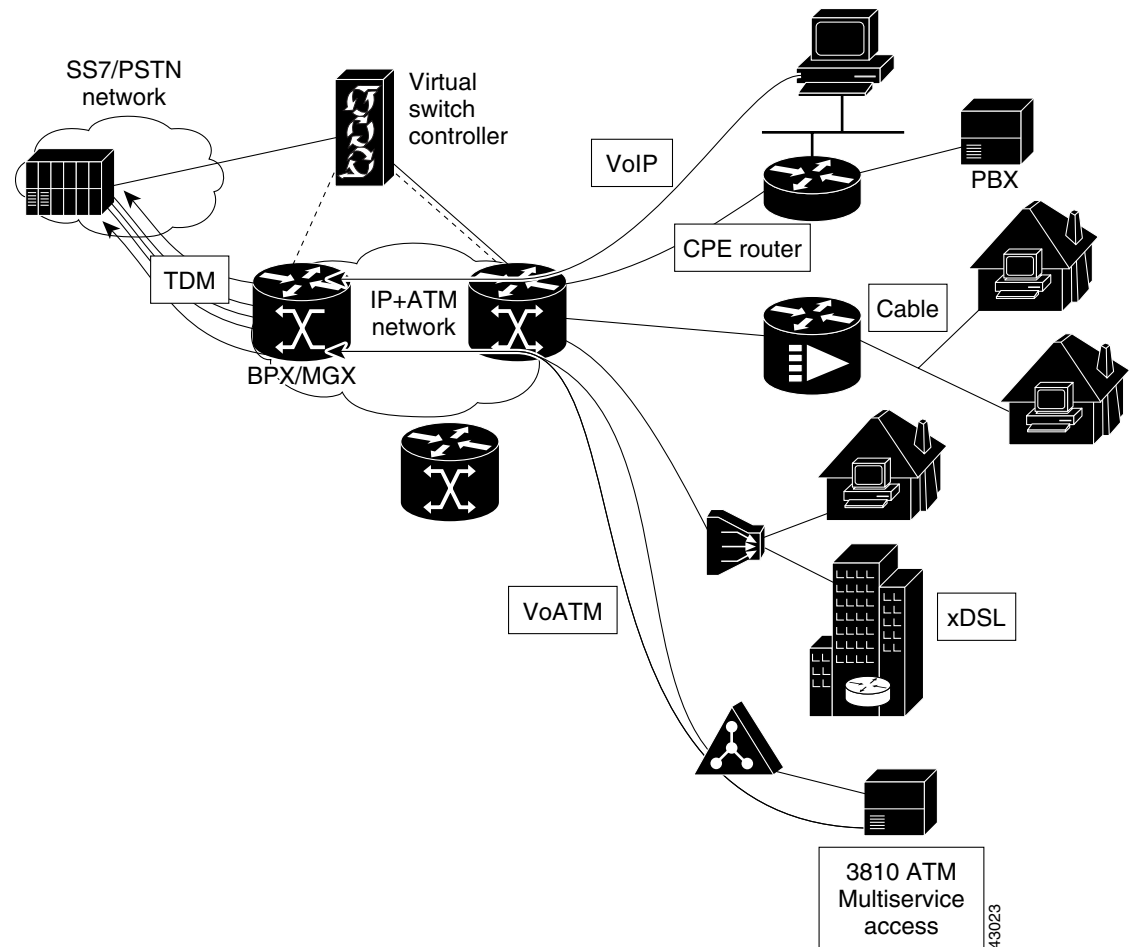 SS7/PSTN
network
Virtual
switch
controller
VoIP
PBX
CPE router
TDM
IP+ATM
network
Cable
BPX/MGX
VoATM
xDSL
3810 ATM
Multiservice
access
43023